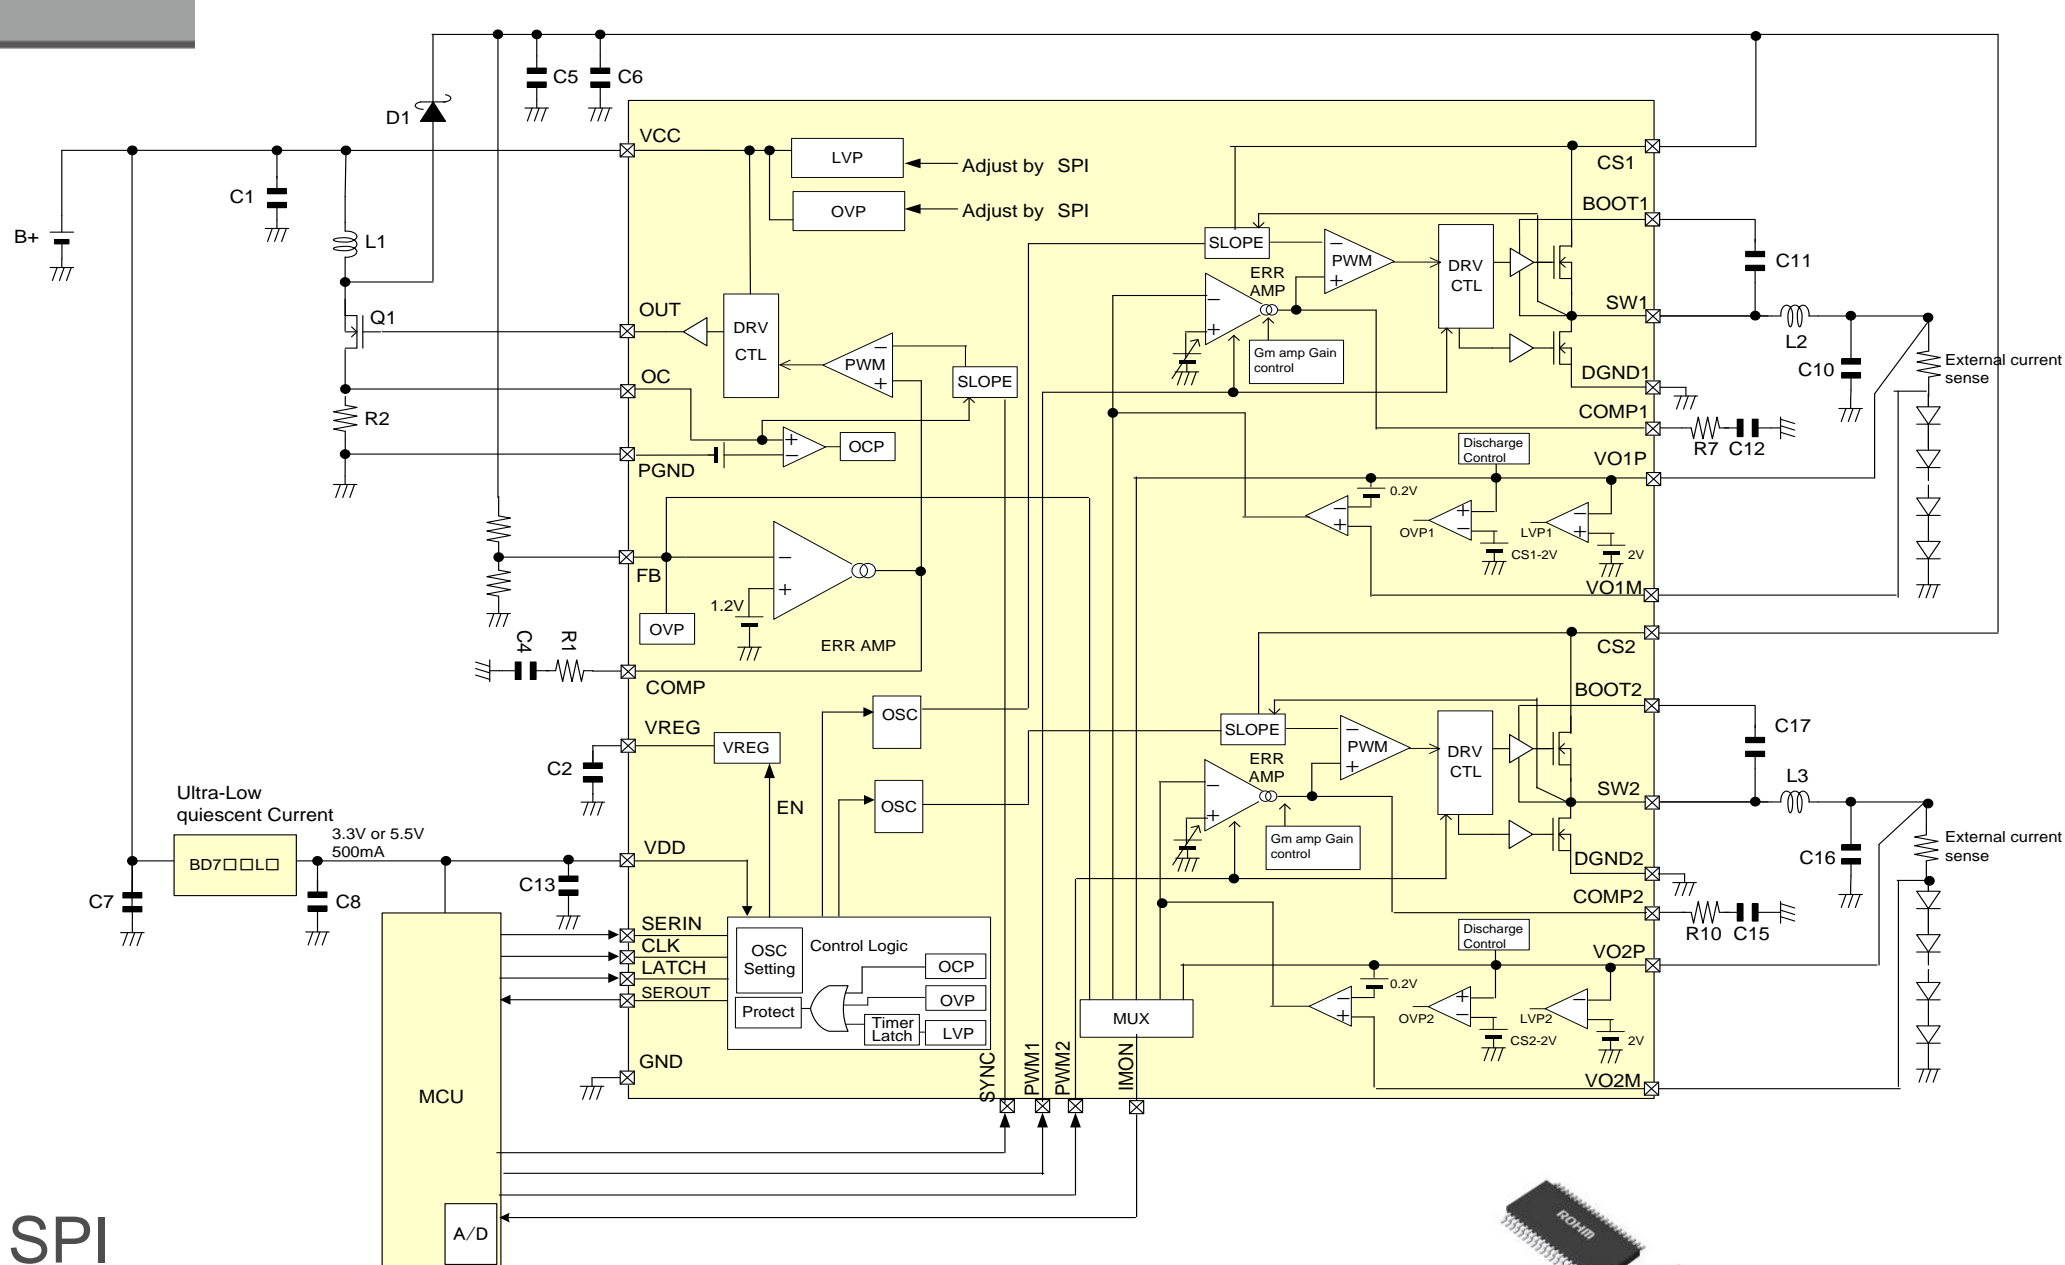 C5
C6
D1
VCC
LVP
Adjust by SPI
OVP
Adjust by SPI
C1
B+
L1
CS1
BOOT1
SLOPE
PWM
ERR
AMP
DRV
CTL
C11
SW1
L2
Gm amp Gain
control
C10
External current
sense
DGND1
COMP1
R7
C12
OUT
Q1
DRV
CTL
PWM
SLOPE
OC
R2
OCP
PGND
Discharge
Control
VO1P
0.2V
OVP1
CS1-2V
LVP1
2V
VO1M
FB
1.2V
OVP
ERR AMP
C4
R1
COMP
CS2
BOOT2
OSC
SLOPE
PWM
ERR
AMP
DRV
CTL
C17
VREG
VREG
C2
EN
OSC
SW2
L3
Gm amp Gain
control
C16
External current
sense
DGND2
COMP2
R10
C15
Ultra-Low
quiescent Current
3.3V or 5.5V
500mA
BD7□□L□
VDD
C13
C7
C8
SERIN
CLK
LATCH
SEROUT
OSC
Setting
Control Logic
OCP
OVP
Protect
Timer
Latch
LVP
Discharge
Control
VO2P
0.2V
OVP2
CS2-2V
LVP2
2V
VO2M
MUX
GND
SYNC
PWM1
PWM2
IMON
MCU
A/D
ROHM
SPI